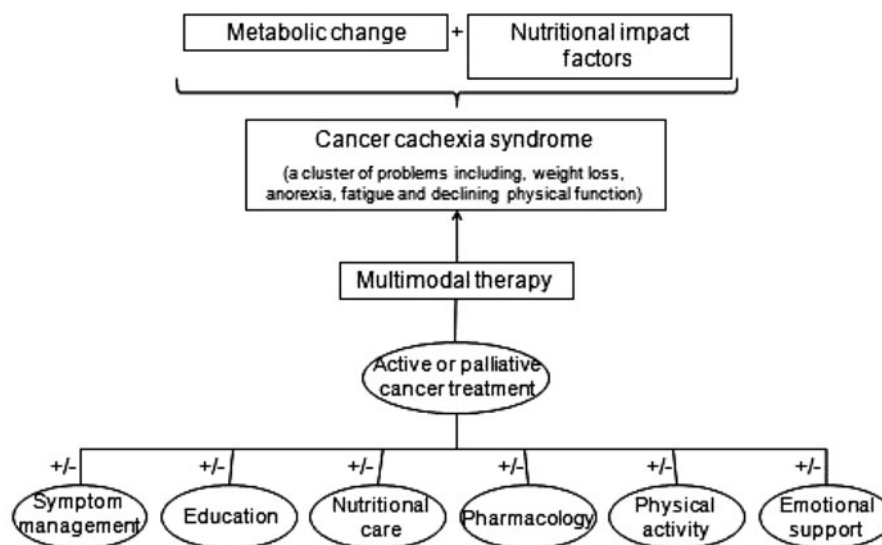 Metabolic change + Nutritional impact
factors
Cancer cachexia syndrome
(a cluster of problems including, weight loss,
anorexia, fatigue and declining physical function)
Multimodal therapy
Active or palliative
cancer treatment
+/- +/- +/- +/- +/- +/-
Symptom
management
Education
Nutritional
care
Pharmacology
Physical
activity
Emotional
support